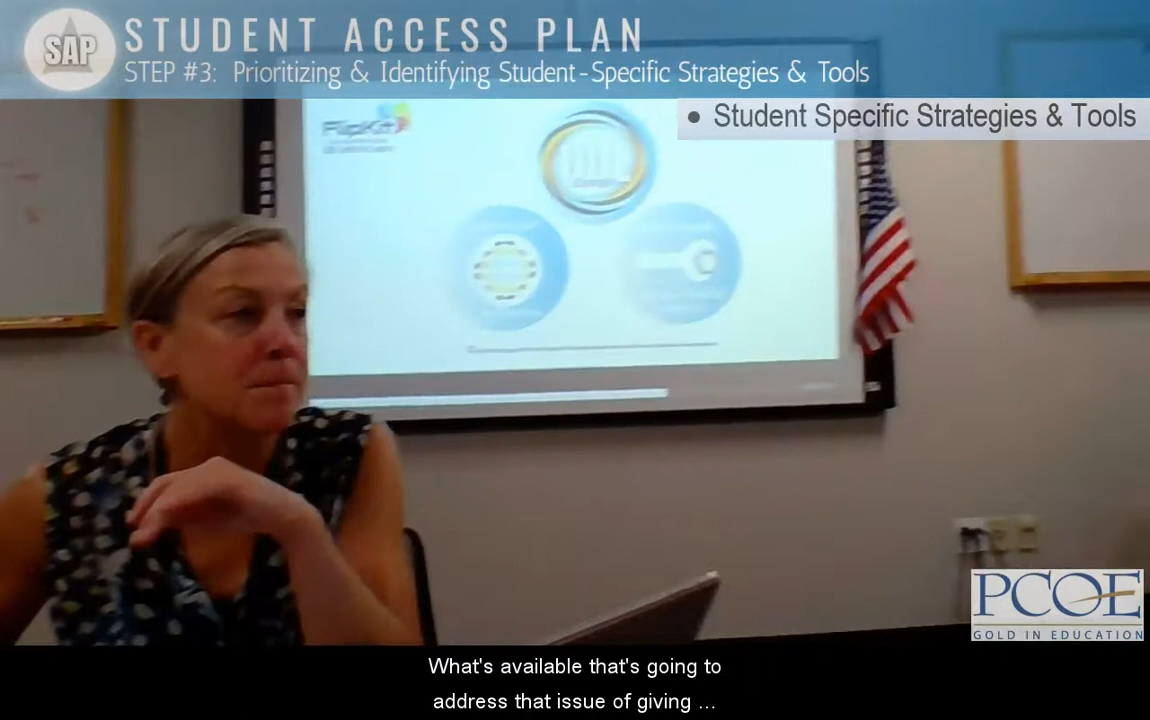 SAP
STUDENT ACCESS PLAN
STEP #3: Prioritizing & Identifying Student-Specific Strategies & Tools
• Student Specific Strategies & Tools
FlipKit
PCOE
GOLD IN EDUCATION
What's available that's going to
address that issue of giving ...